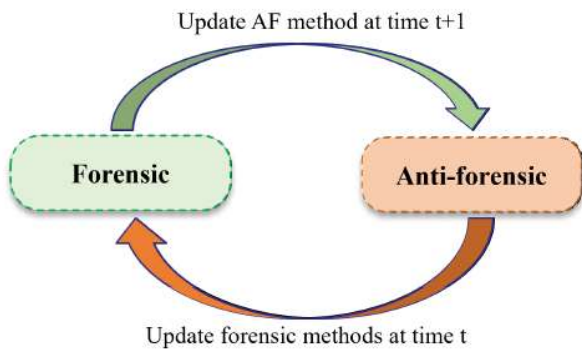 Update AF method at time t+1
Forensic
Anti-forensic
Update forensic methods at time t